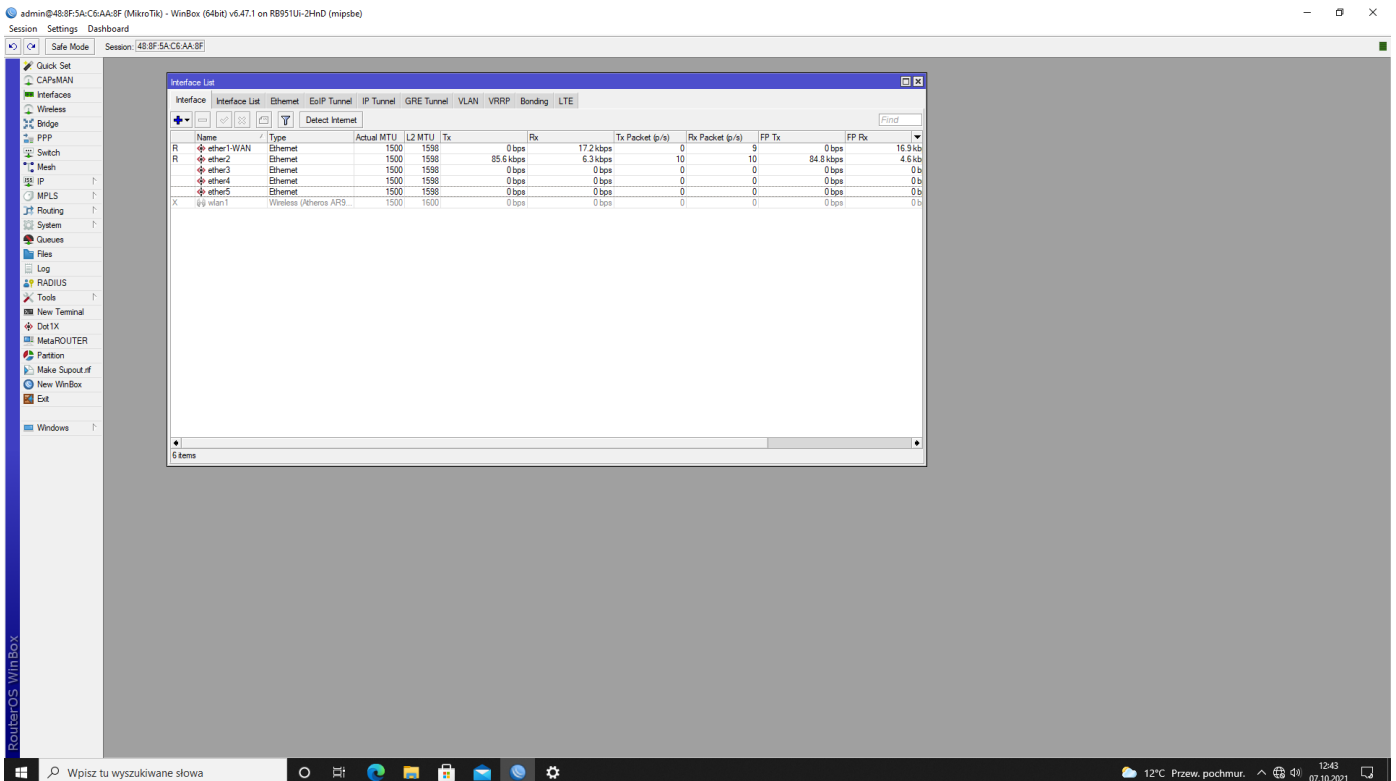 admin@48:8F:5A:C6:AA:8F (MikroTik) - WinBox (64bit) v6.47.1 on RB951Ui-2HnD (mipsbe)
Session Settings Dashboard
Safe Mode Session: 48:8F:5A:C6:AA:8F
Quick Set
CAPsMAN
Interfaces
Wireless
Bridge
PPP
Switch
Mesh
IP
MPLS
Routing
System
Queues
Files
Log
RADIUS
Tools
New Terminal
Dot1X
MetaROUTER
Partition
Make Supout.rif
New WinBox
Exit
Windows
RouterOS WinBox
Interface List
Interface Interface List Ethernet EoIP Tunnel IP Tunnel GRE Tunnel VLAN VRRP Bonding LTE
Detect Internet Find
Name Type Actual MTU L2 MTU Tx Rx Tx Packet (p/s) Rx Packet (p/s) FP Tx FP Rx
R ether1-WAN Ethernet 1500 1598 0 bps 17.2 kbps 0 9 0 bps 16.9 kb
R ether2 Ethernet 1500 1598 85.6 kbps 6.3 kbps 10 10 84.8 kbps 4.6 kb
ether3 Ethernet 1500 1598 0 bps 0 bps 0 0 0 bps 0 b
ether4 Ethernet 1500 1598 0 bps 0 bps 0 0 0 bps 0 b
ether5 Ethernet 1500 1598 0 bps 0 bps 0 0 0 bps 0 b
X wlan1 Wireless (Atheros AR9... 1500 1600 0 bps 0 bps 0 0 0 bps 0 b
6 items
Wpisz tu wyszukiwane słowa
12°C Przew. pochmur.
12:43
07.10.2021